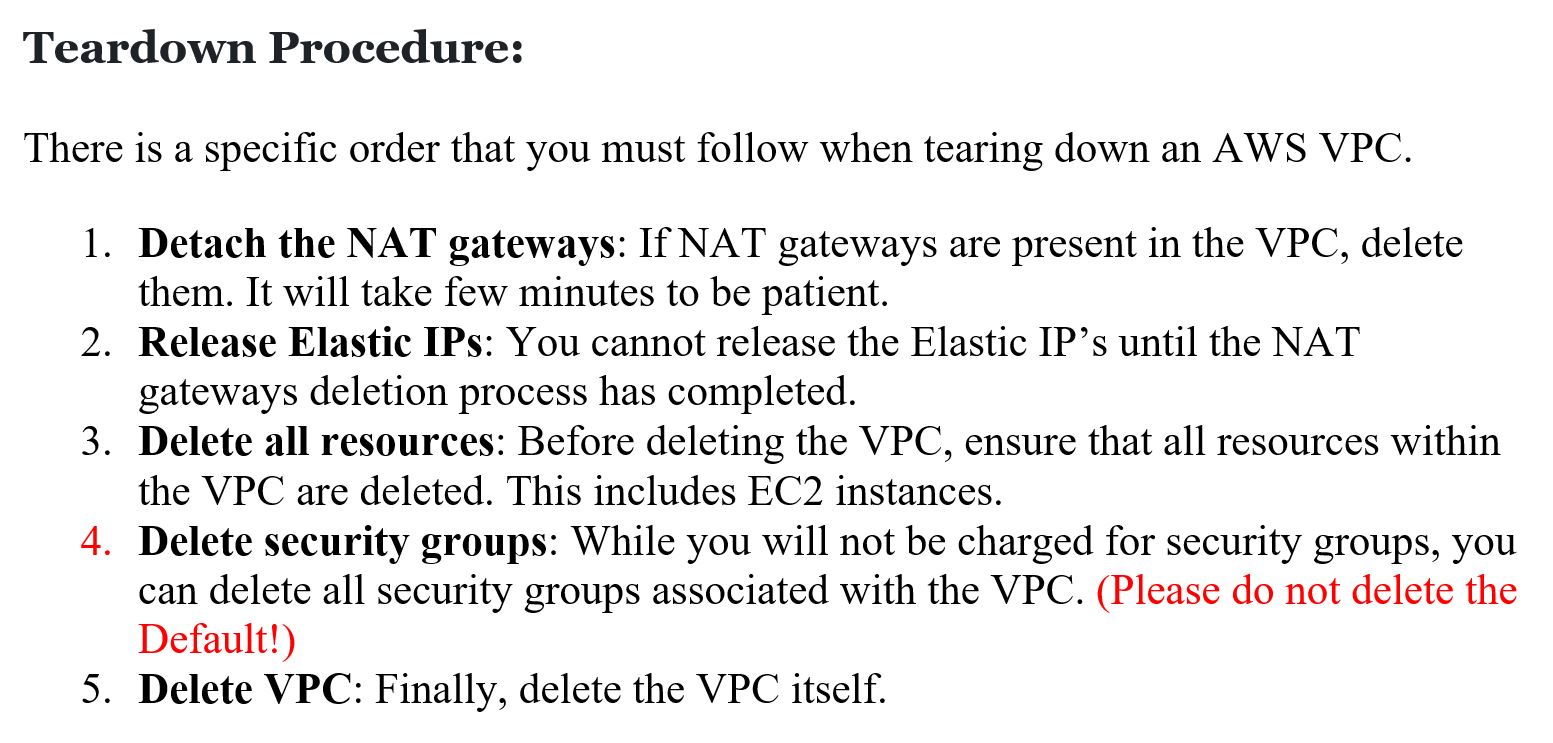 Teardown Procedure:
There is a specific order that you must follow when tearing down an AWS VPC.
1. Detach the NAT gateways: If NAT gateways are present in the VPC, delete
them. It will take few minutes to be patient.
2. Release Elastic IPs: You cannot release the Elastic IP’s until the NAT
gateways deletion process has completed.
3. Delete all resources: Before deleting the VPC, ensure that all resources within
the VPC are deleted. This includes EC2 instances.
4. Delete security groups: While you will not be charged for security groups, you
can delete all security groups associated with the VPC. (Please do not delete the
Default!)
5. Delete VPC: Finally, delete the VPC itself.